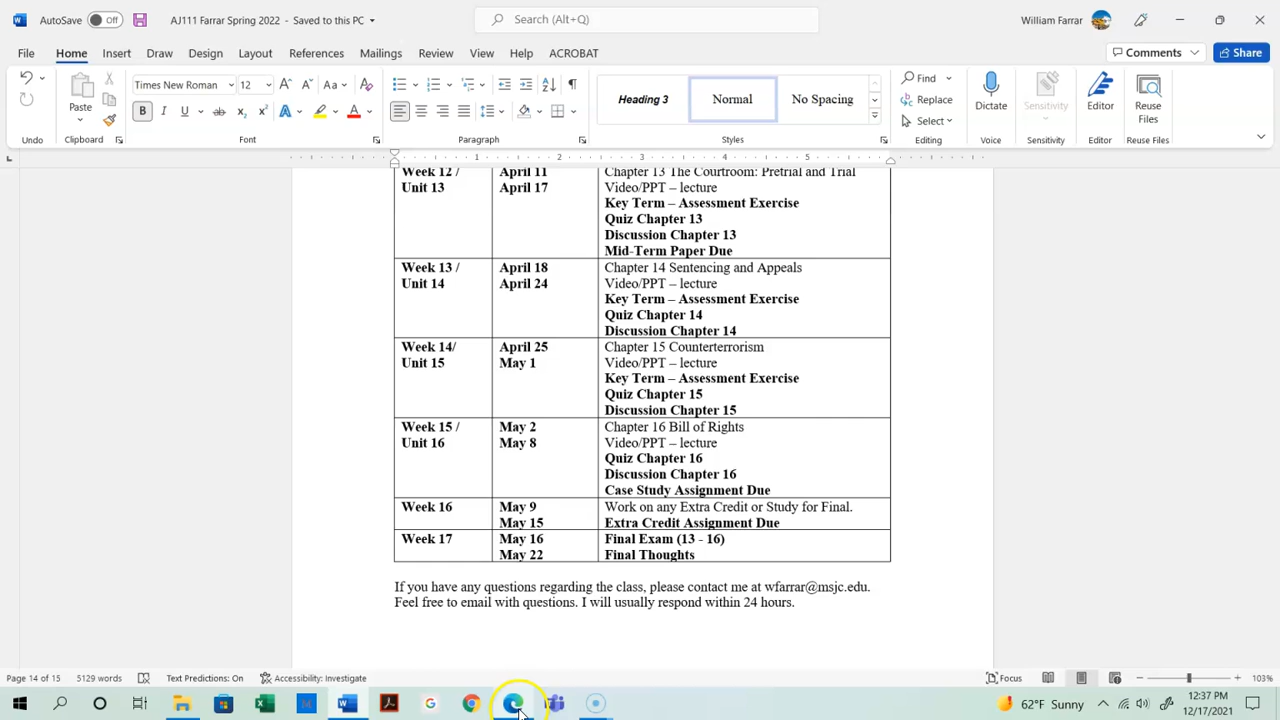 AutoSave Off AJ111 Farrar Spring 2022 - Saved to this PC Search (Alt+Q) William Farrar
File Home Insert Draw Design Layout References Mailings Review View Help ACROBAT Comments Share
Times New Roman 12 Aa Heading 3 Normal No Spacing Find
Paste Replace Dictate Sensitivity Editor Reuse Files
B I U ab x2 x2 A A Select
Undo Clipboard Font Paragraph Styles Editing Voice Sensitivity Editor Reuse Files
1 2 3 4 5
Week 12 / April 11 Chapter 13 The Courtroom: Pretrial and Trial
Unit 13 April 17 Video/PPT – lecture
Key Term – Assessment Exercise
Quiz Chapter 13
Discussion Chapter 13
Mid-Term Paper Due
Week 13 / April 18 Chapter 14 Sentencing and Appeals
Unit 14 April 24 Video/PPT – lecture
Key Term – Assessment Exercise
Quiz Chapter 14
Discussion Chapter 14
Week 14/ April 25 Chapter 15 Counterterrorism
Unit 15 May 1 Video/PPT – lecture
Key Term – Assessment Exercise
Quiz Chapter 15
Discussion Chapter 15
Week 15 / May 2 Chapter 16 Bill of Rights
Unit 16 May 8 Video/PPT – lecture
Quiz Chapter 16
Discussion Chapter 16
Case Study Assignment Due
Week 16 May 9 Work on any Extra Credit or Study for Final.
May 15 Extra Credit Assignment Due
Week 17 May 16 Final Exam (13 - 16)
May 22 Final Thoughts
If you have any questions regarding the class, please contact me at wfarrar@msjc.edu.
Feel free to email with questions. I will usually respond within 24 hours.
Page 14 of 15 5129 words Text Predictions: On Accessibility: Investigate Focus 103%
62°F Sunny 12:37 PM
12/17/2021